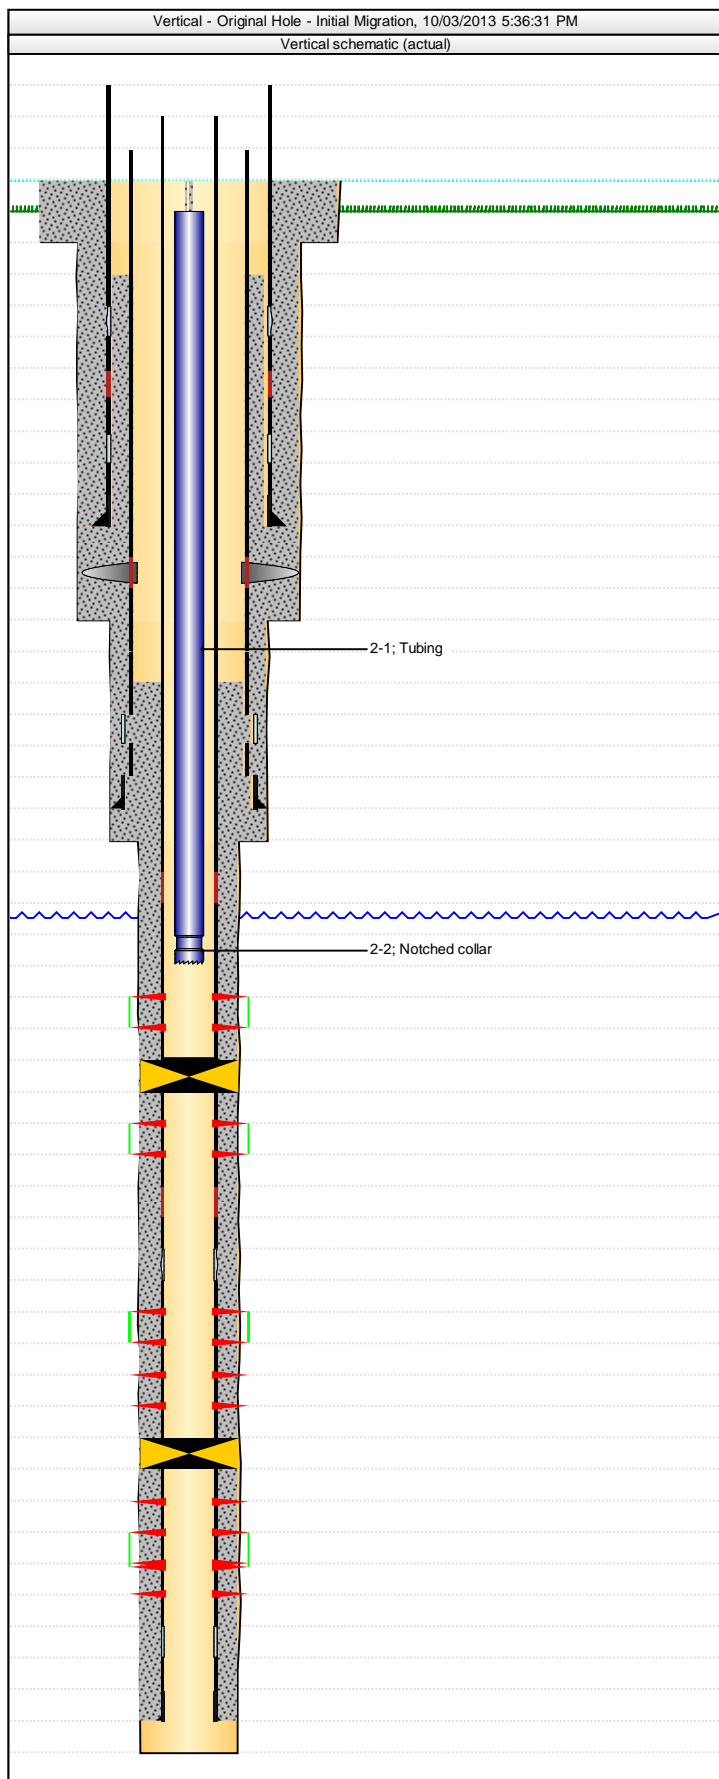 Vertical - Original Hole - Initial Migration, 10/03/2013 5:36:31 PM
Vertical schematic (actual)
2-1; Tubing
2-2; Notched collar